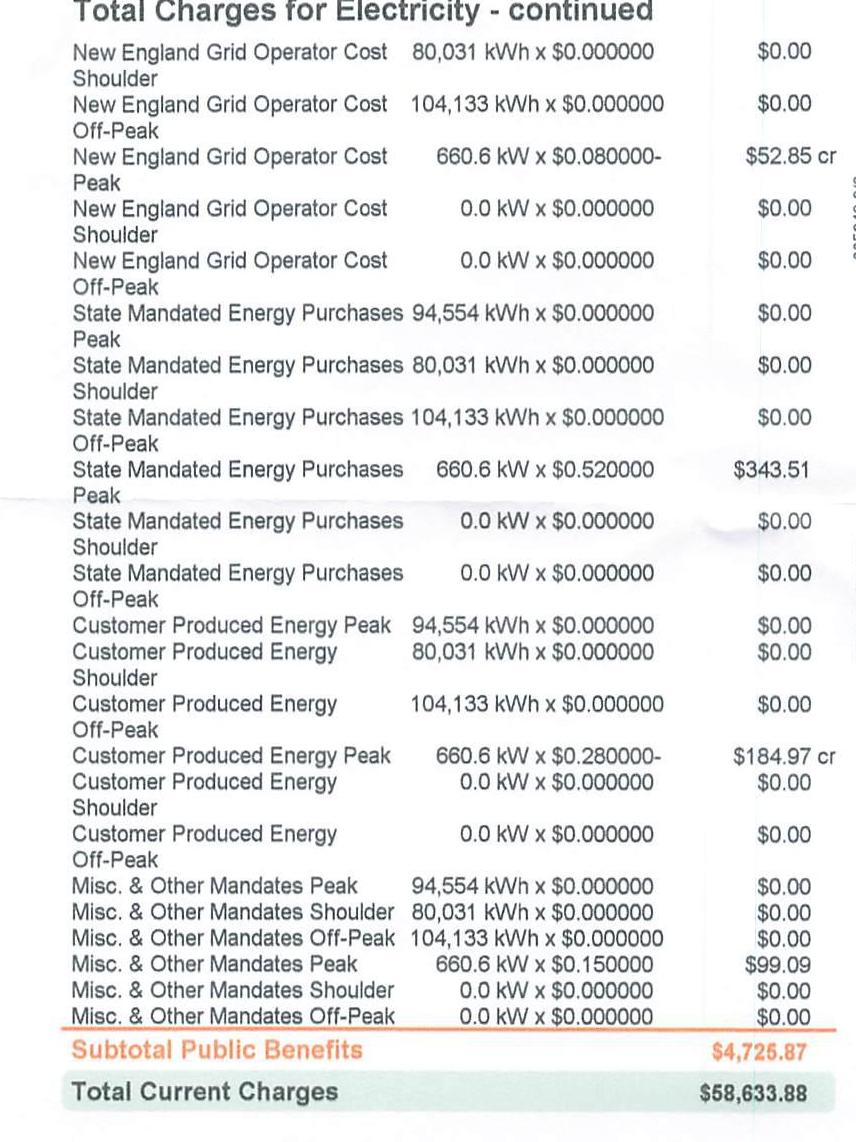 Total Charges for Electricity - continued
New England Grid Operator Cost 80,031 kWh x $0.000000 $0.00
Shoulder
New England Grid Operator Cost 104,133 kWh x $0.000000 $0.00
Off-Peak
New England Grid Operator Cost 660.6 kW x $0.080000- $52.85 cr
Peak
New England Grid Operator Cost 0.0 kW x $0.000000 $0.00
Shoulder
New England Grid Operator Cost 0.0 kW x $0.000000 $0.00
Off-Peak
State Mandated Energy Purchases 94,554 kWh x $0.000000 $0.00
Peak
State Mandated Energy Purchases 80,031 kWh x $0.000000 $0.00
Shoulder
State Mandated Energy Purchases 104,133 kWh x $0.000000 $0.00
Off-Peak
State Mandated Energy Purchases 660.6 kW x $0.520000 $343.51
Peak
State Mandated Energy Purchases 0.0 kW x $0.000000 $0.00
Shoulder
State Mandated Energy Purchases 0.0 kW x $0.000000 $0.00
Off-Peak
Customer Produced Energy Peak 94,554 kWh x $0.000000 $0.00
Customer Produced Energy 80,031 kWh x $0.000000 $0.00
Shoulder
Customer Produced Energy 104,133 kWh x $0.000000 $0.00
Off-Peak
Customer Produced Energy Peak 660.6 kW x $0.280000- $184.97 cr
Customer Produced Energy 0.0 kW x $0.000000 $0.00
Shoulder
Customer Produced Energy 0.0 kW x $0.000000 $0.00
Off-Peak
Misc. & Other Mandates Peak 94,554 kWh x $0.000000 $0.00
Misc. & Other Mandates Shoulder 80,031 kWh x $0.000000 $0.00
Misc. & Other Mandates Off-Peak 104,133 kWh x $0.000000 $0.00
Misc. & Other Mandates Peak 660.6 kW x $0.150000 $99.09
Misc. & Other Mandates Shoulder 0.0 kW x $0.000000 $0.00
Misc. & Other Mandates Off-Peak 0.0 kW x $0.000000 $0.00
Subtotal Public Benefits $4,725.87
Total Current Charges $58,633.88